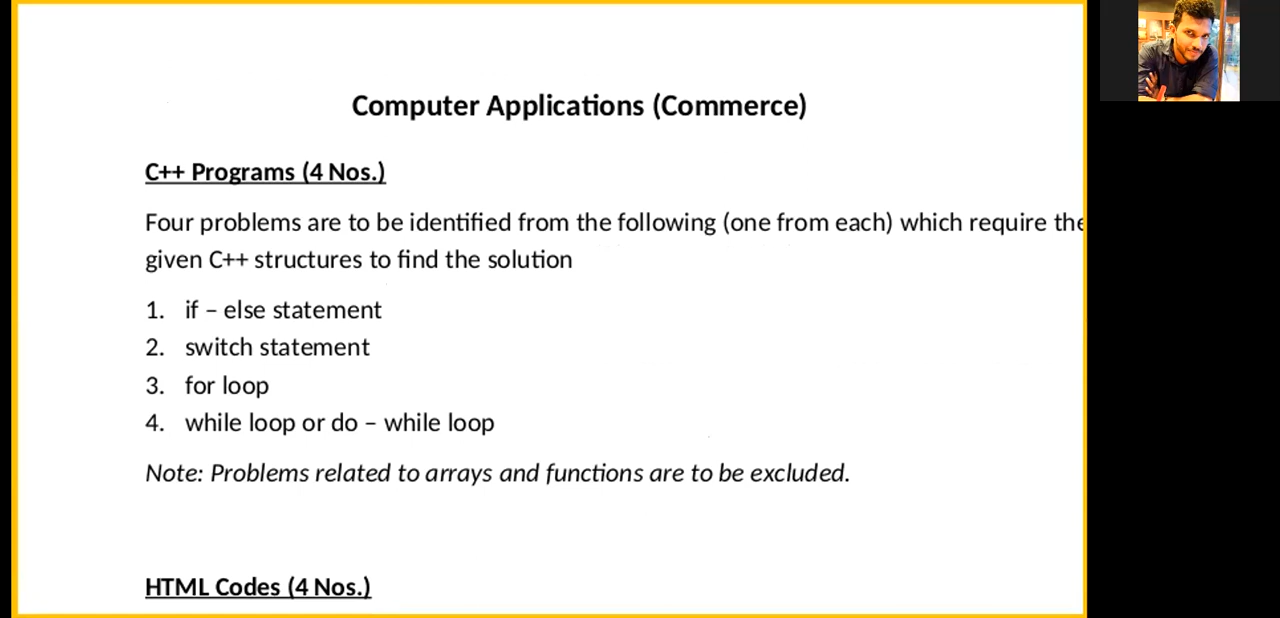 Computer Applications (Commerce)
C++ Programs (4 Nos.)
Four problems are to be identified from the following (one from each) which require the
given C++ structures to find the solution
1. if – else statement
2. switch statement
3. for loop
4. while loop or do – while loop
Note: Problems related to arrays and functions are to be excluded.
HTML Codes (4 Nos.)